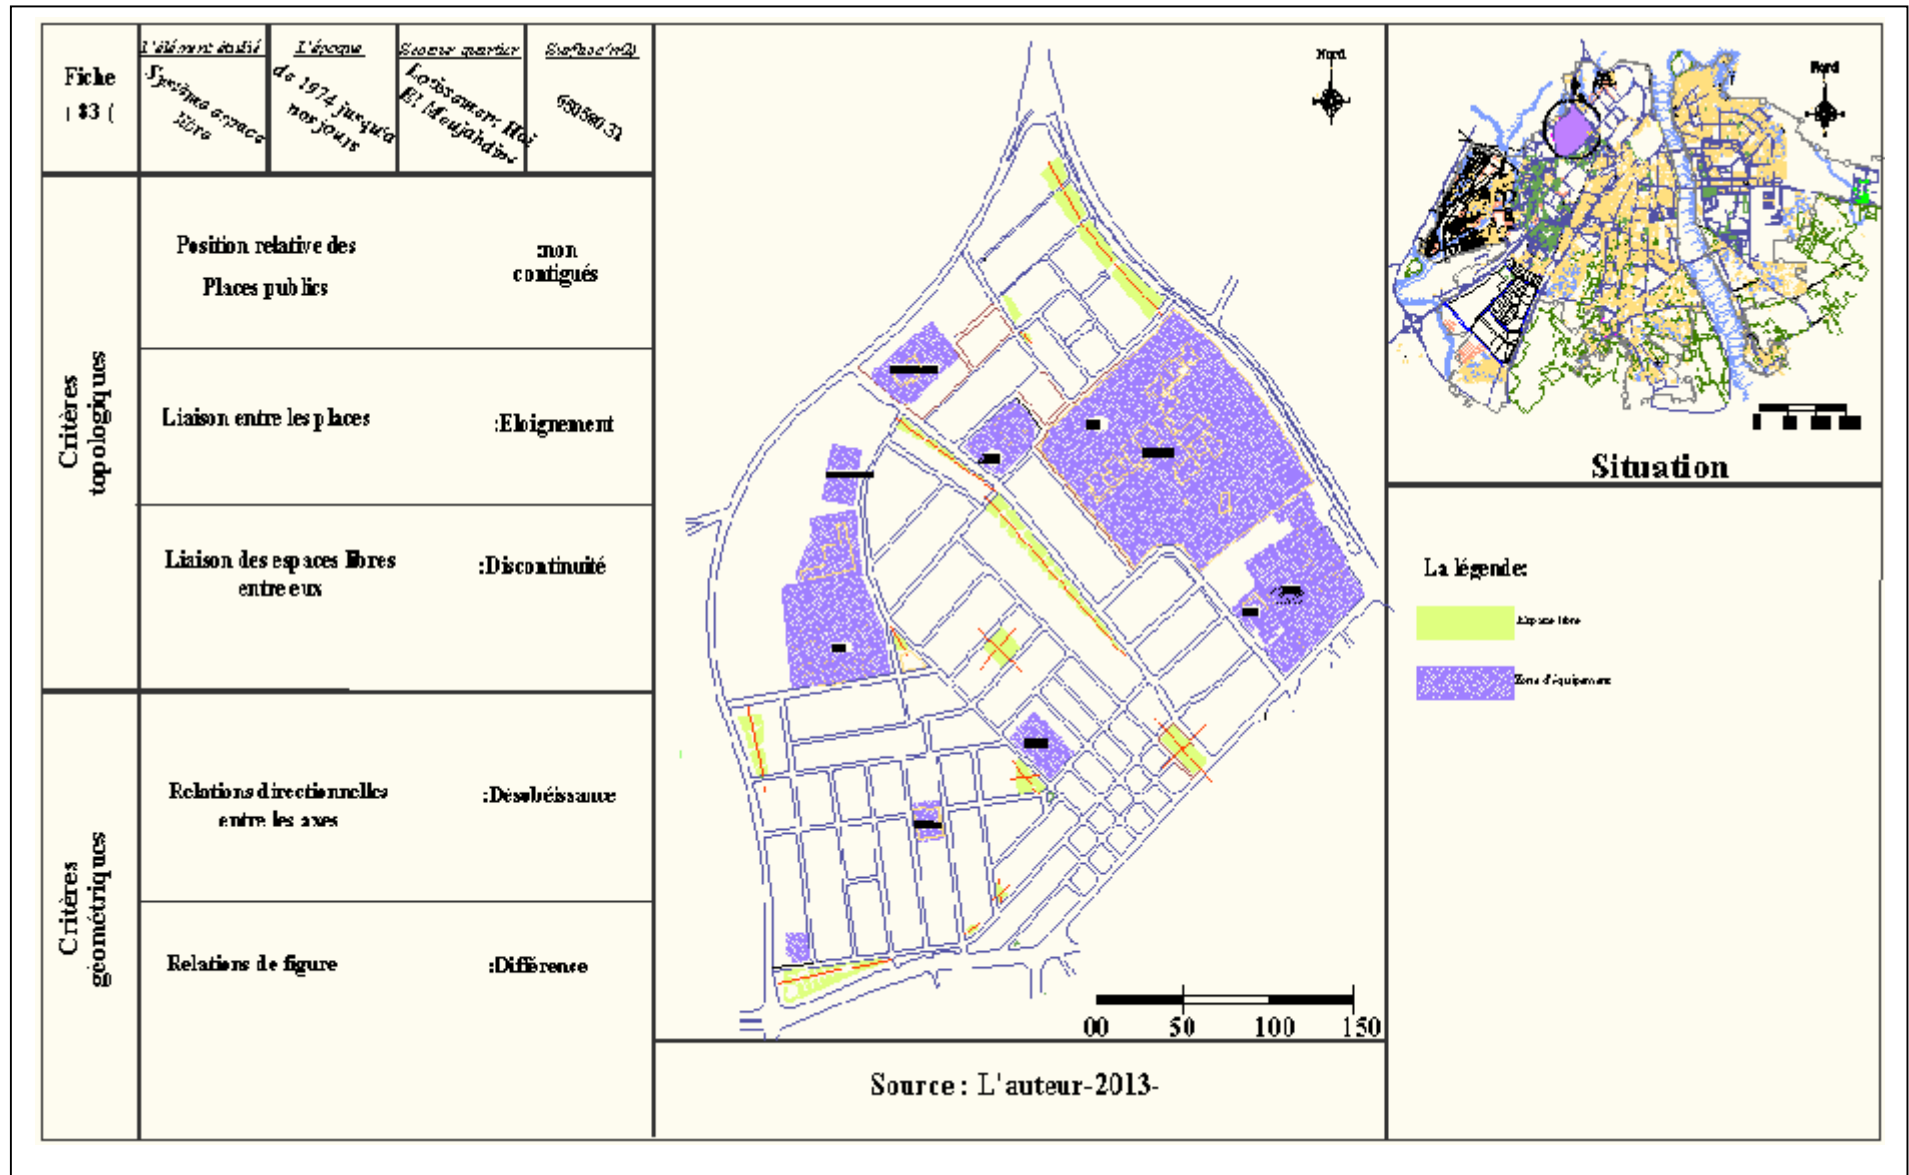 Fiche
( 83 (
L'élément étudié
Système espace
libre
L'époque
de 1974 jusqu'a
nos jours
Secteur quartier
Lotissement Hai
El Moujahdine
Surface(m2)
Critères
topologiques
Position relative des
Places publics
:non
contigués
Liaison entre les places
:Eloignement
Liaison des espaces libres
entre eux
:Discontinuité
Critères
géométriques
Relations directionnelles
entre les axes
:Désobéissance
Relations de figure
:Différence
Nord
00 50 100 150
Source : L'auteur-2013-
Nord
Situation
La légende:
Espace libre
Zone d'équipement